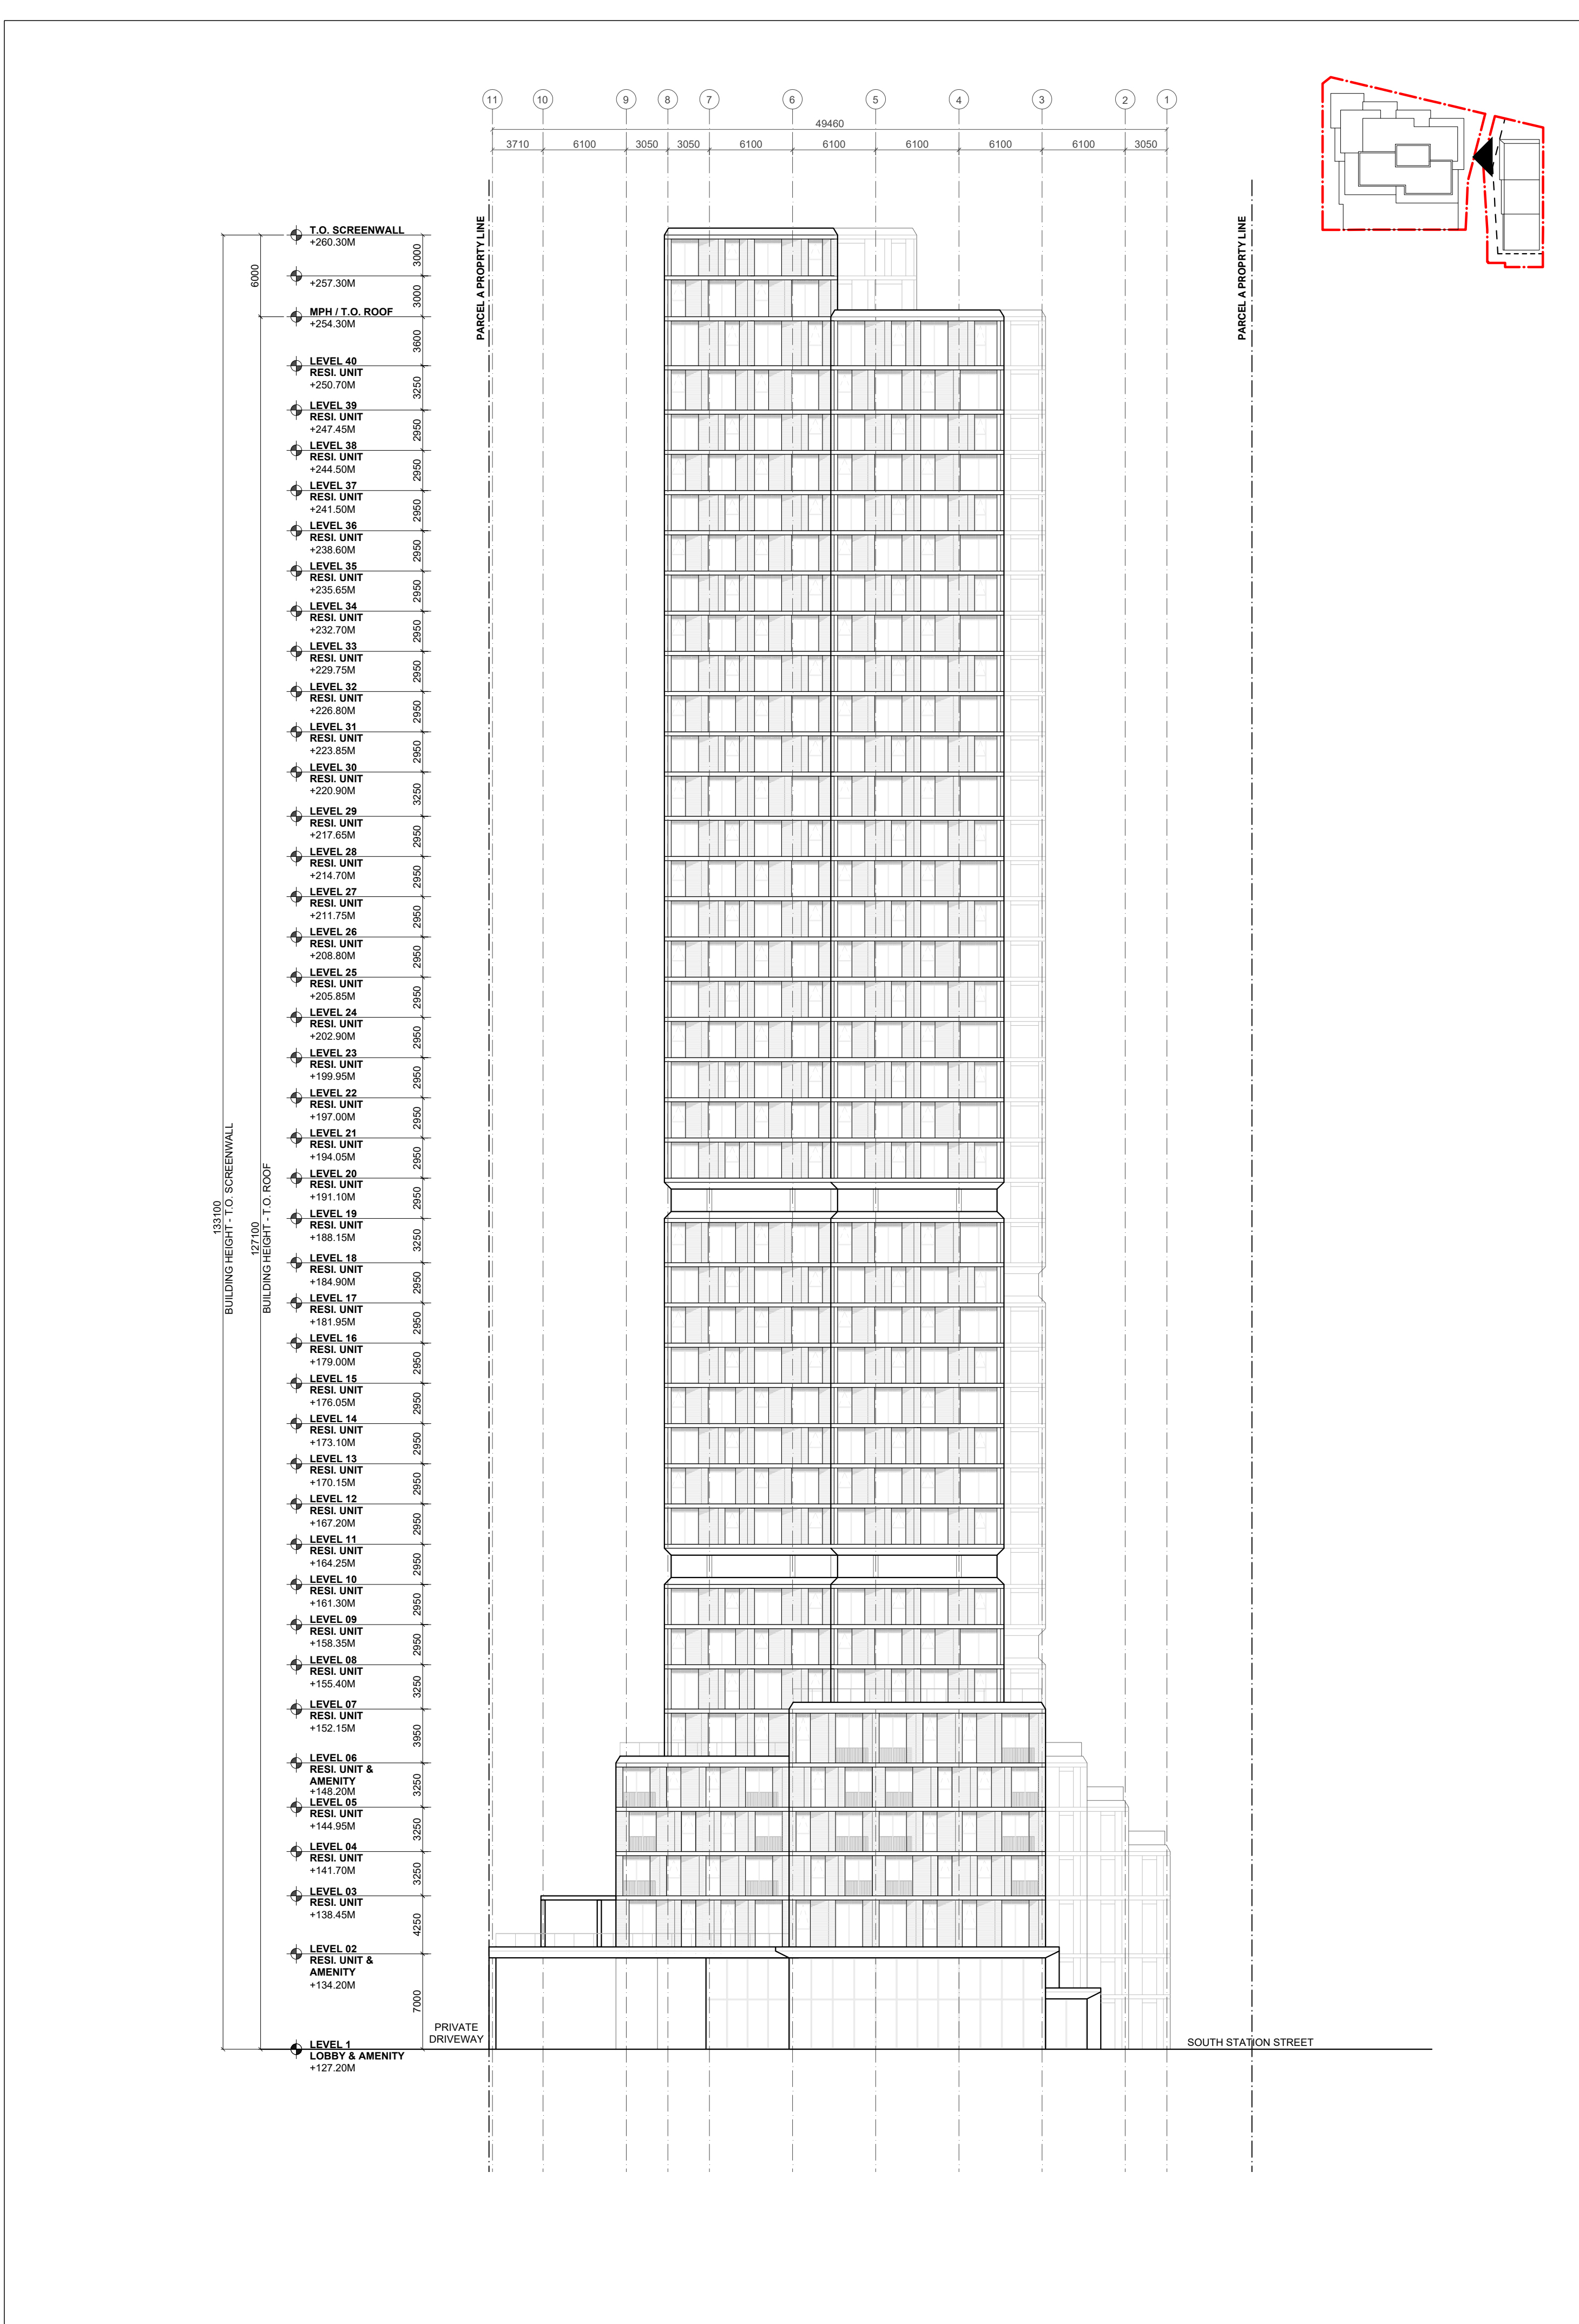 11 10 9 8 7 6 5 4 3 2 1
49460
3710 6100 3050 3050 6100 6100 6100 6100 6100 3050
PARCEL A PROPRTY LINE
PARCEL A PROPRTY LINE
T.O. SCREENWALL
+260.30M
3000
6000
+257.30M
3000
MPH / T.O. ROOF
+254.30M
3600
LEVEL 40
RESI. UNIT
+250.70M
3250
LEVEL 39
RESI. UNIT
+247.45M
2950
LEVEL 38
RESI. UNIT
+244.50M
2950
LEVEL 37
RESI. UNIT
+241.50M
2950
LEVEL 36
RESI. UNIT
+238.60M
2950
LEVEL 35
RESI. UNIT
+235.65M
2950
LEVEL 34
RESI. UNIT
+232.70M
2950
LEVEL 33
RESI. UNIT
+229.75M
2950
LEVEL 32
RESI. UNIT
+226.80M
2950
LEVEL 31
RESI. UNIT
+223.85M
2950
LEVEL 30
RESI. UNIT
+220.90M
3250
LEVEL 29
RESI. UNIT
+217.65M
2950
LEVEL 28
RESI. UNIT
+214.70M
2950
LEVEL 27
RESI. UNIT
+211.75M
2950
LEVEL 26
RESI. UNIT
+208.80M
2950
LEVEL 25
RESI. UNIT
+205.85M
2950
LEVEL 24
RESI. UNIT
+202.90M
2950
LEVEL 23
RESI. UNIT
+199.95M
2950
LEVEL 22
RESI. UNIT
+197.00M
2950
LEVEL 21
RESI. UNIT
+194.05M
2950
LEVEL 20
RESI. UNIT
+191.10M
2950
LEVEL 19
RESI. UNIT
+188.15M
3250
133100
BUILDING HEIGHT - T.O. SCREENWALL
127100
BUILDING HEIGHT - T.O. ROOF
LEVEL 18
RESI. UNIT
+184.90M
2950
LEVEL 17
RESI. UNIT
+181.95M
2950
LEVEL 16
RESI. UNIT
+179.00M
2950
LEVEL 15
RESI. UNIT
+176.05M
2950
LEVEL 14
RESI. UNIT
+173.10M
2950
LEVEL 13
RESI. UNIT
+170.15M
2950
LEVEL 12
RESI. UNIT
+167.20M
2950
LEVEL 11
RESI. UNIT
+164.25M
2950
LEVEL 10
RESI. UNIT
+161.30M
2950
LEVEL 09
RESI. UNIT
+158.35M
2950
LEVEL 08
RESI. UNIT
+155.40M
3250
LEVEL 07
RESI. UNIT
+152.15M
3950
LEVEL 06
RESI. UNIT &
AMENITY
+148.20M
3250
LEVEL 05
RESI. UNIT
+144.95M
3250
LEVEL 04
RESI. UNIT
+141.70M
3250
LEVEL 03
RESI. UNIT
+138.45M
4250
LEVEL 02
RESI. UNIT &
AMENITY
+134.20M
7000
PRIVATE
DRIVEWAY
SOUTH STATION STREET
LEVEL 1
LOBBY & AMENITY
+127.20M